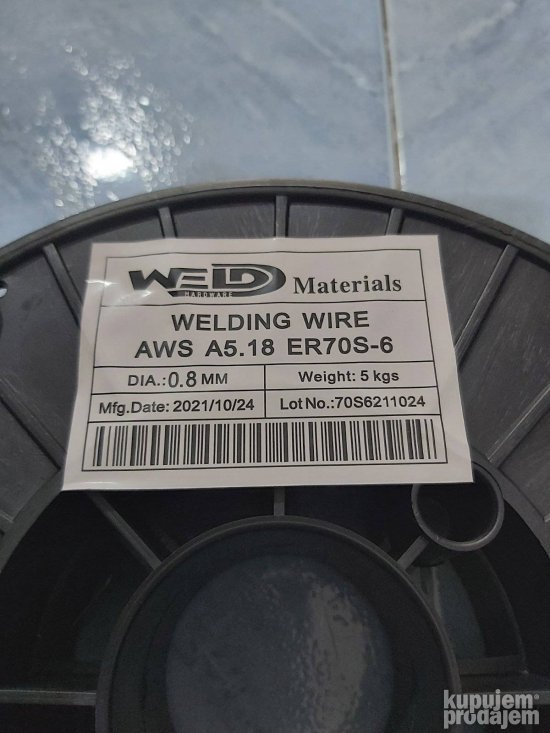 WELD Materials
HARDWARE
WELDING WIRE
AWS A5.18 ER70S-6
DIA.:0.8 MM Weight: 5 kgs
Mfg.Date: 2021/10/24 Lot No.:70S6211024
kupujem
prodajem